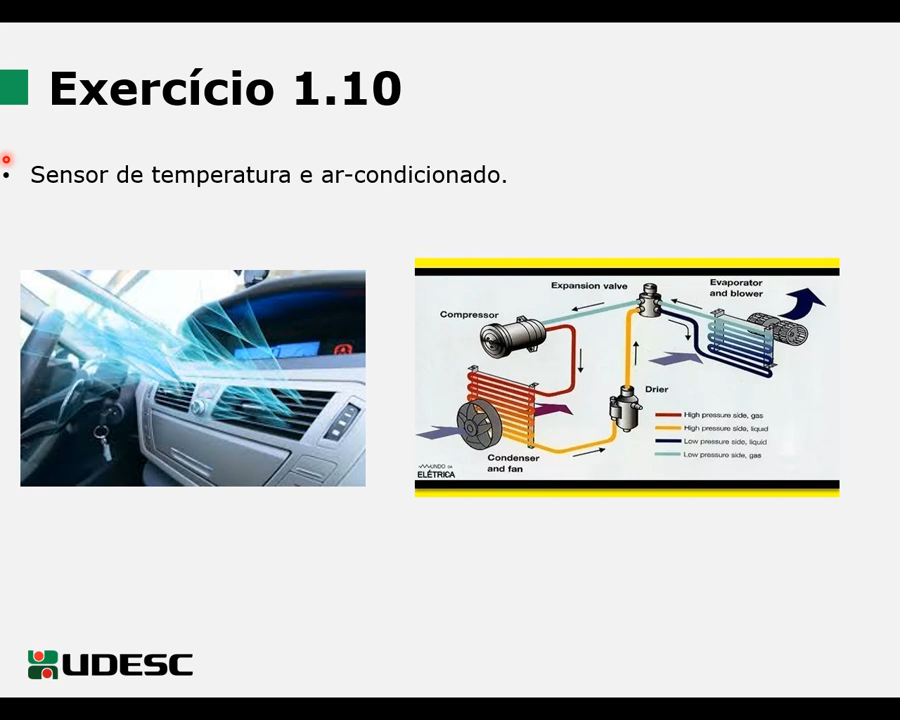 Exercício 1.10
• Sensor de temperatura e ar-condicionado.
Expansion valve
Evaporator
and blower
Compressor
Drier
High pressure side, gas
High pressure side, liquid
Low pressure side, liquid
Low pressure side, gas
Condenser
and fan
MUNDO DA
ELÉTRICA
UDESC